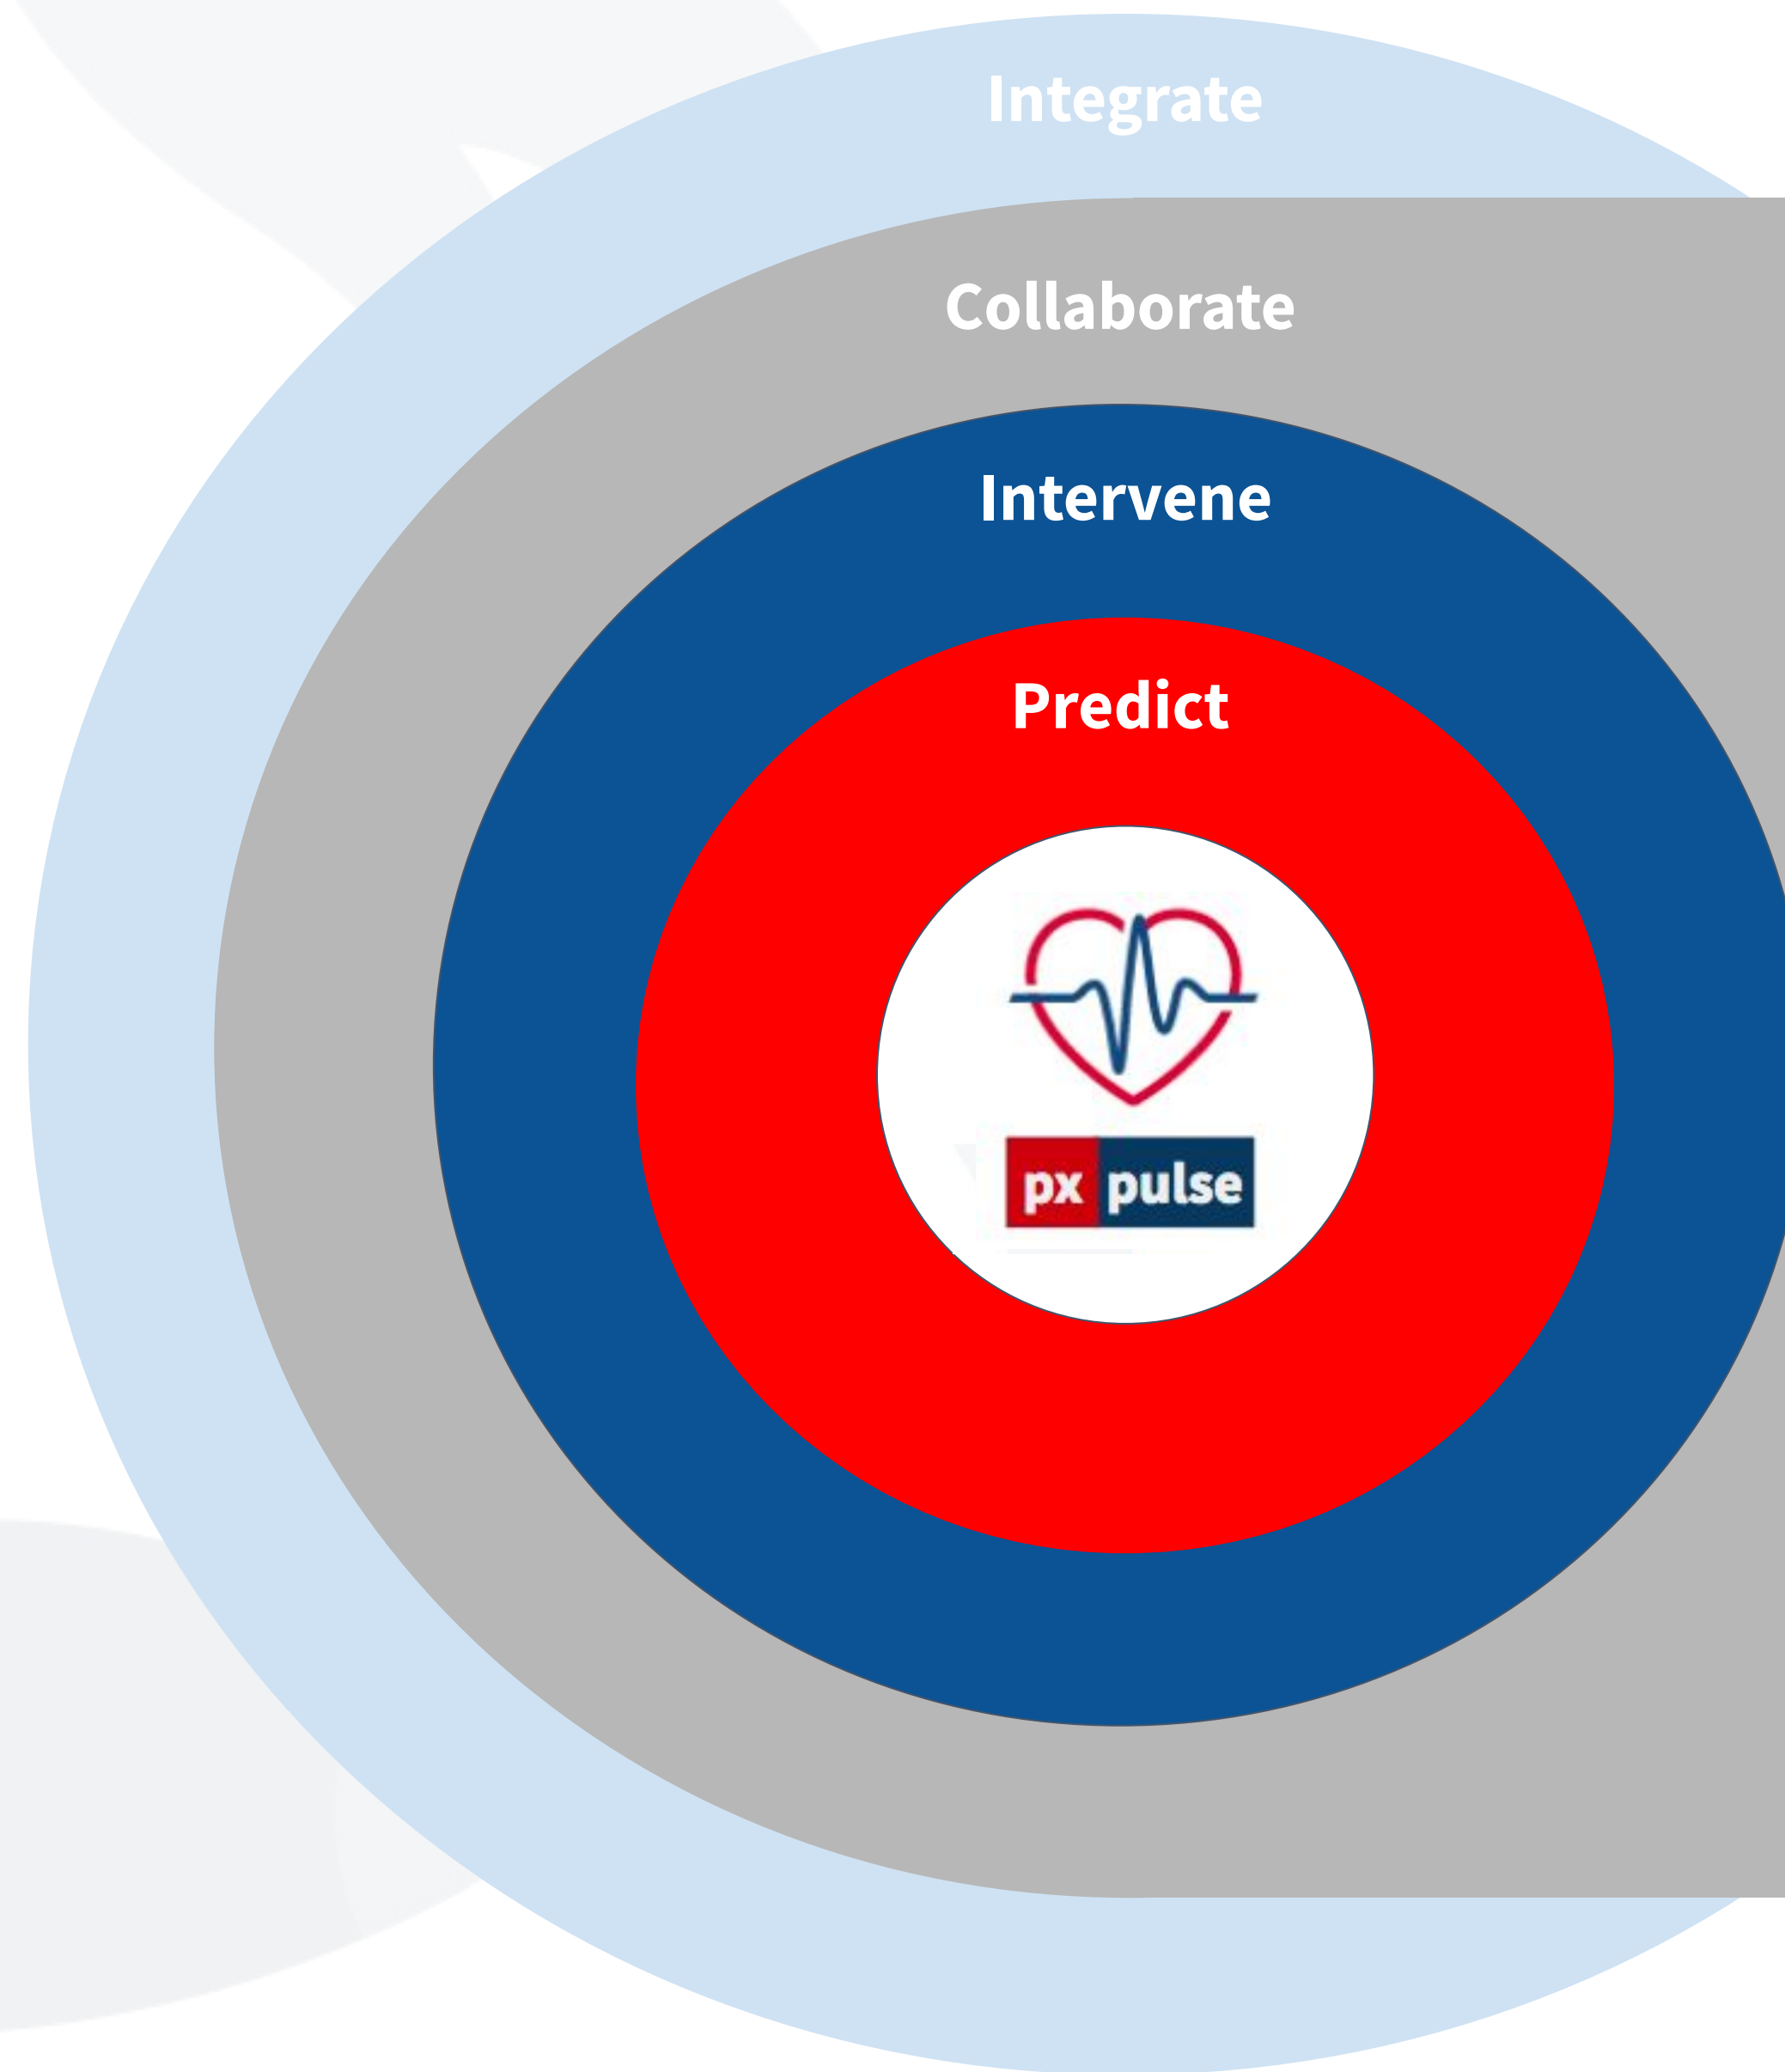 Integrate
Collaborate
Intervene
Predict
px pulse